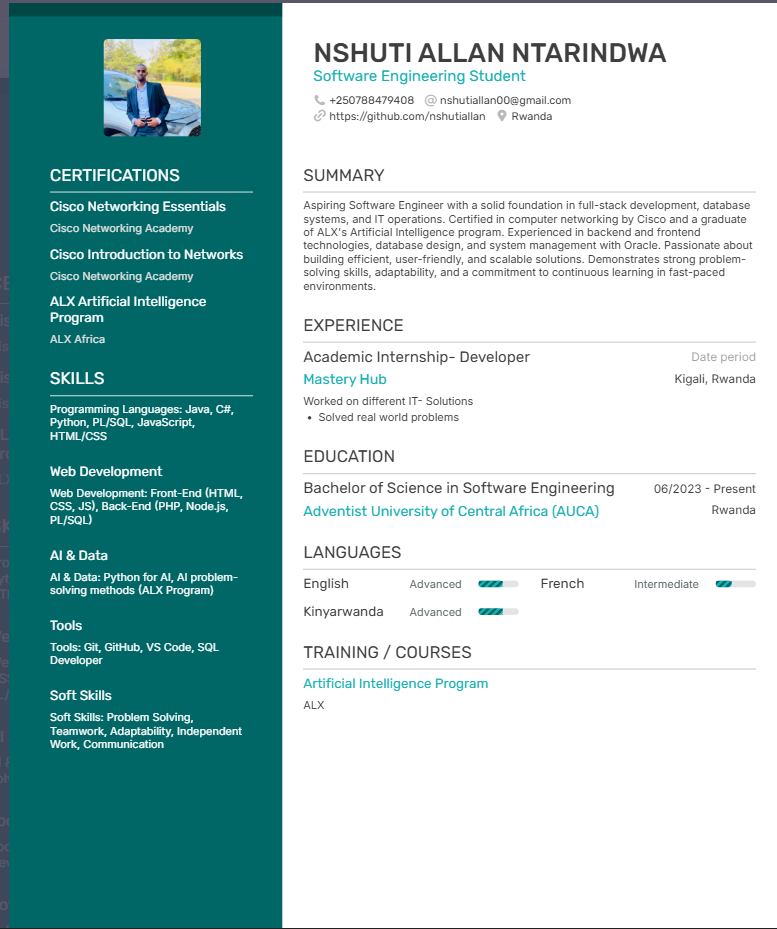 NSHUTI ALLAN NTARINDWA
Software Engineering Student
+250788479408 nshutiallan00@gmail.com
https://github.com/nshutiallan Rwanda
CERTIFICATIONS
Cisco Networking Essentials
Cisco Networking Academy
Cisco Introduction to Networks
Cisco Networking Academy
ALX Artificial Intelligence
Program
ALX Africa
SKILLS
Programming Languages: Java, C#,
Python, PL/SQL, JavaScript,
HTML/CSS
Web Development
Web Development: Front-End (HTML,
CSS, JS), Back-End (PHP, Node.js,
PL/SQL)
AI & Data
AI & Data: Python for AI, AI problem-
solving methods (ALX Program)
Tools
Tools: Git, GitHub, VS Code, SQL
Developer
Soft Skills
Soft Skills: Problem Solving,
Teamwork, Adaptability, Independent
Work, Communication
SUMMARY
Aspiring Software Engineer with a solid foundation in full-stack development, database
systems, and IT operations. Certified in computer networking by Cisco and a graduate
of ALX's Artificial Intelligence program. Experienced in backend and frontend
technologies, database design, and system management with Oracle. Passionate about
building efficient, user-friendly, and scalable solutions. Demonstrates strong problem-
solving skills, adaptability, and a commitment to continuous learning in fast-paced
environments.
EXPERIENCE
Academic Internship- Developer Date period
Mastery Hub Kigali, Rwanda
Worked on different IT- Solutions
• Solved real world problems
EDUCATION
Bachelor of Science in Software Engineering 06/2023 - Present
Adventist University of Central Africa (AUCA) Rwanda
LANGUAGES
English Advanced French Intermediate
Kinyarwanda Advanced
TRAINING / COURSES
Artificial Intelligence Program
ALX